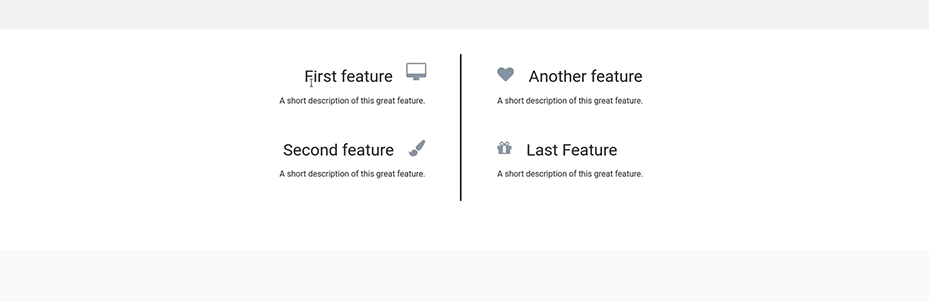 First feature
A short description of this great feature.
Second feature
A short description of this great feature.
Another feature
A short description of this great feature.
Last Feature
A short description of this great feature.